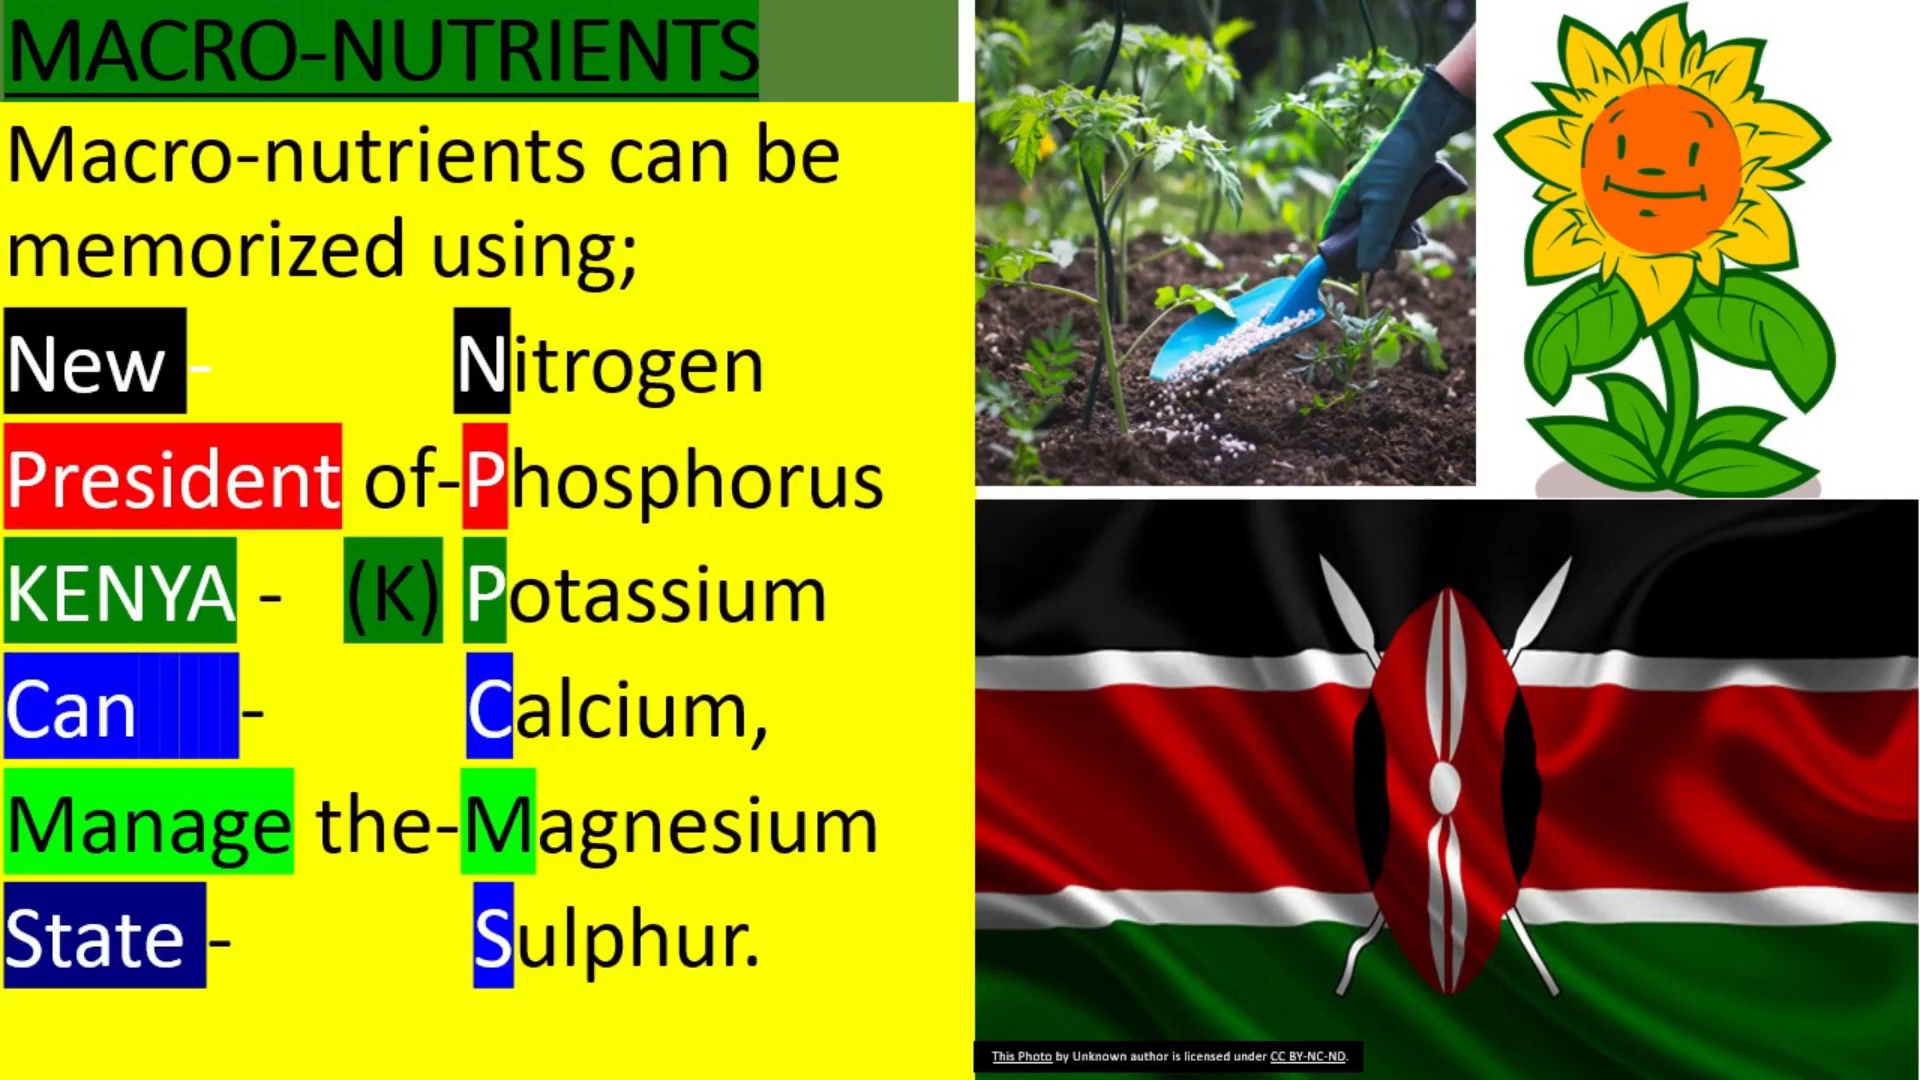 MACRO-NUTRIENTS
Macro-nutrients can be
memorized using;
New - Nitrogen
President of-Phosphorus
KENYA - (K) Potassium
Can - Calcium,
Manage the-Magnesium
State - Sulphur.
This Photo by Unknown author is licensed under CC BY-NC-ND.